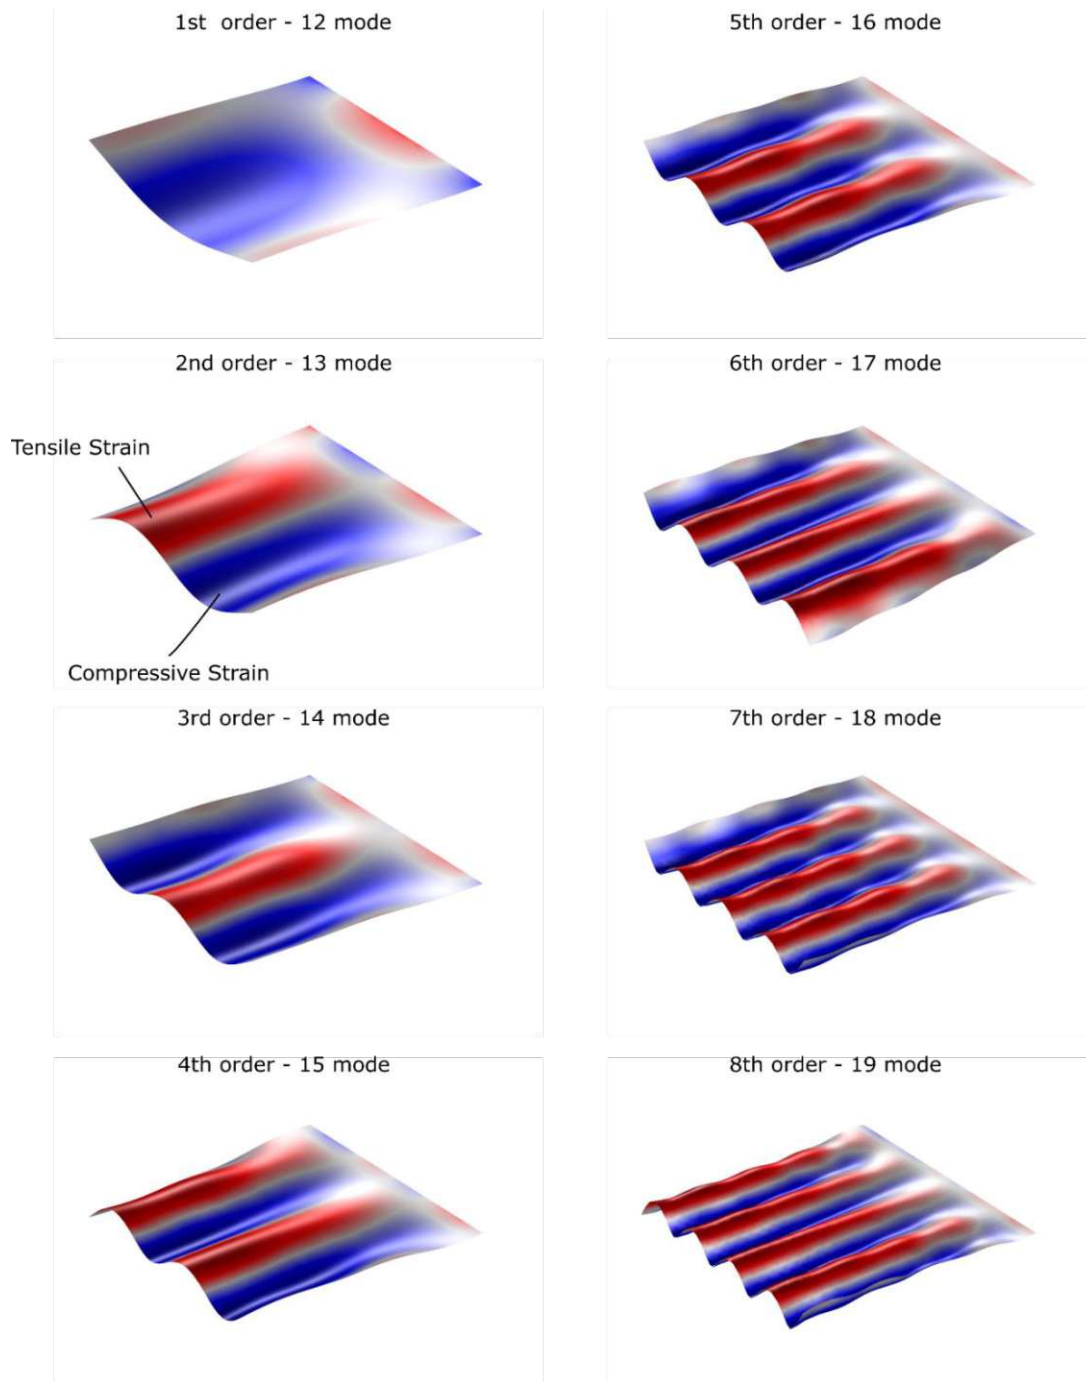 1st order - 12 mode
5th order - 16 mode
2nd order - 13 mode
6th order - 17 mode
Tensile Strain
Compressive Strain
3rd order - 14 mode
7th order - 18 mode
4th order - 15 mode
8th order - 19 mode